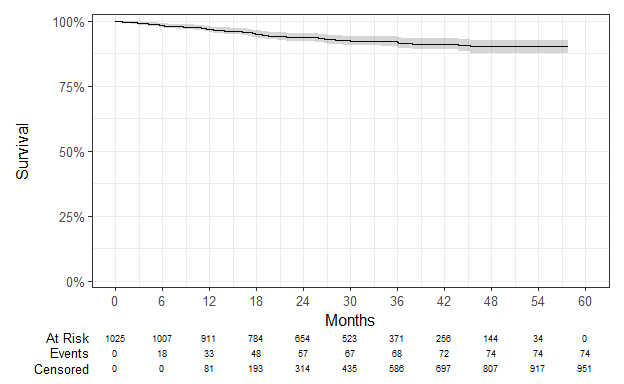 100%
75%
50%
25%
0%
Survival
0 6 12 18 24 30 36 42 48 54 60
Months
At Risk 1025 1007 911 784 654 523 371 256 144 34 0
Events 0 18 33 48 57 67 68 72 74 74 74
Censored 0 0 81 193 314 435 586 697 807 917 951